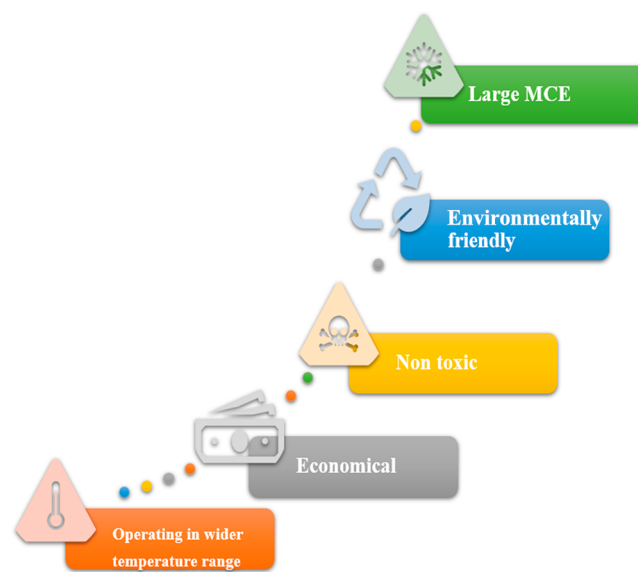 Large MCE
Environmentally
friendly
Non toxic
Economical
Operating in wider
temperature range